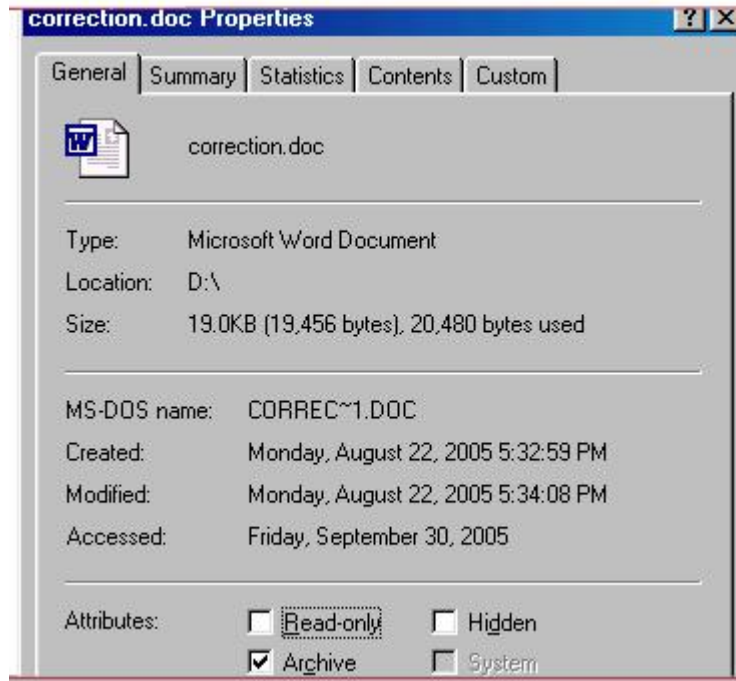 correction.doc Properties
General Summary Statistics Contents Custom
correction.doc
Type: Microsoft Word Document
Location: D:\
Size: 19.0KB (19,456 bytes), 20,480 bytes used
MS-DOS name: CORREC~1.DOC
Created: Monday, August 22, 2005 5:32:59 PM
Modified: Monday, August 22, 2005 5:34:08 PM
Accessed: Friday, September 30, 2005
Attributes: Read-only Hidden
Archive System